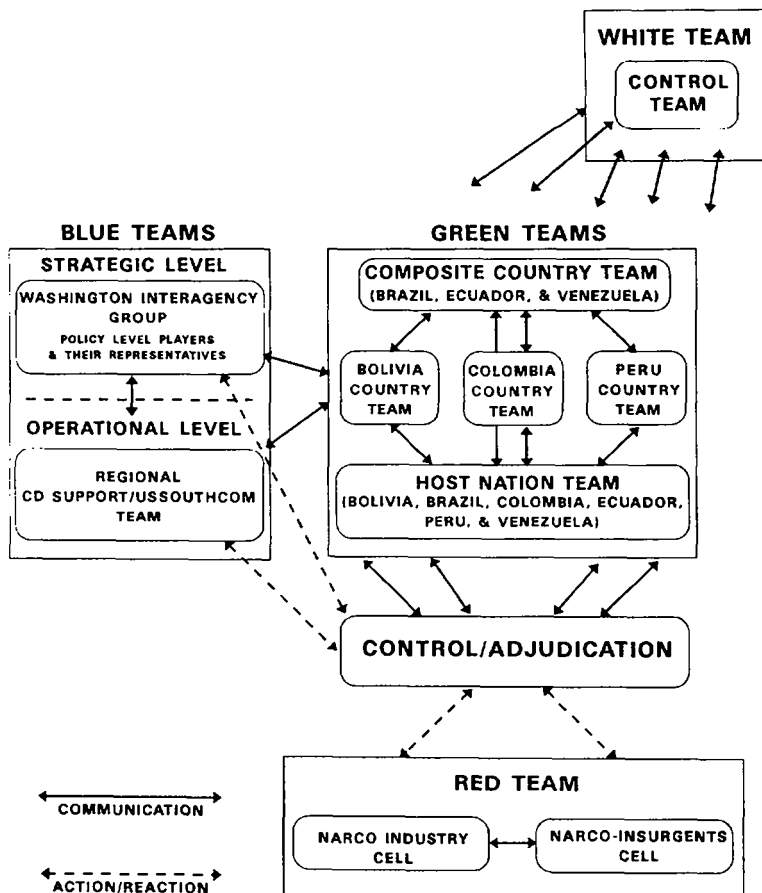 WHITE TEAM
CONTROL
TEAM
BLUE TEAMS
STRATEGIC LEVEL
WASHINGTON INTERAGENCY
GROUP
POLICY LEVEL PLAYERS
& THEIR REPRESENTATIVES
OPERATIONAL LEVEL
REGIONAL
CD SUPPORT/USSOUTHCOM
TEAM
GREEN TEAMS
COMPOSITE COUNTRY TEAM
(BRAZIL, ECUADOR, & VENEZUELA)
BOLIVIA
COUNTRY
TEAM
COLOMBIA
COUNTRY
TEAM
PERU
COUNTRY
TEAM
HOST NATION TEAM
(BOLIVIA, BRAZIL, COLOMBIA, ECUADOR,
PERU, & VENEZUELA)
CONTROL/ADJUDICATION
RED TEAM
NARCO INDUSTRY
CELL
NARCO-INSURGENTS
CELL
COMMUNICATION
ACTION/REACTION